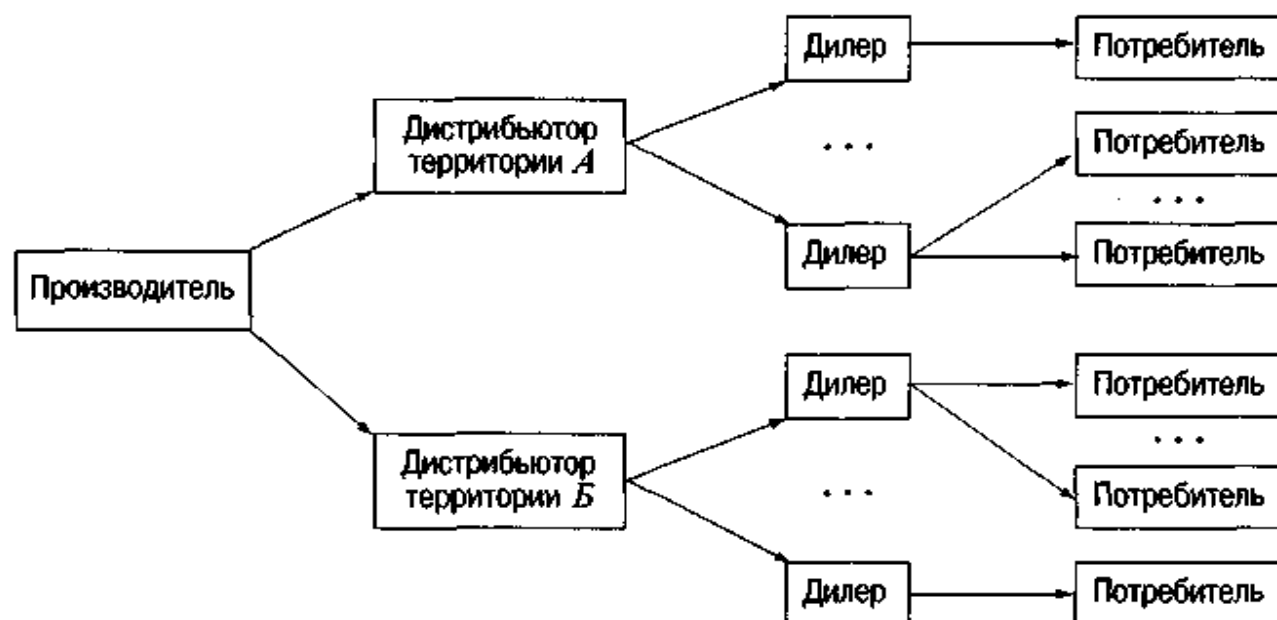 Дилер
Потребитель
Дистрибьютор
территории А
. . .
Потребитель
. . .
Дилер
Потребитель
Производитель
Дилер
Потребитель
. . .
Дистрибьютор
территории Б
. . .
Потребитель
Дилер
Потребитель